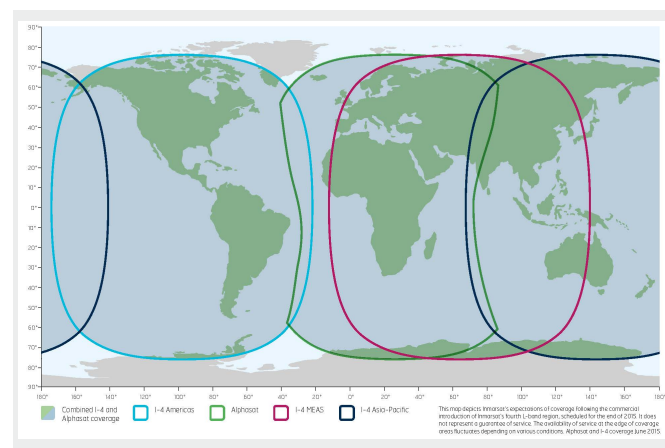 90°
80°
70°
60°
50°
40°
30°
20°
10°
0°
10°
20°
30°
40°
50°
60°
70°
80°
90°
180° 160° 140° 120° 100° 80° 60° 40° 20° 0° 20° 40° 60° 80° 100° 120° 140° 160° 180°
Combined I-4 and
Alphasat coverage
I-4 Americas
Alphasat
I-4 MEAS
I-4 Asia-Pacific
This map depicts Inmarsat's expectations of coverage following the commercial
introduction of Inmarsat's fourth L-band region, scheduled for the end of 2015. It does
not represent a guarantee of service. The availability of service at the edge of coverage
areas fluctuates depending on various conditions. Alphasat and I-4 coverage June 2015.